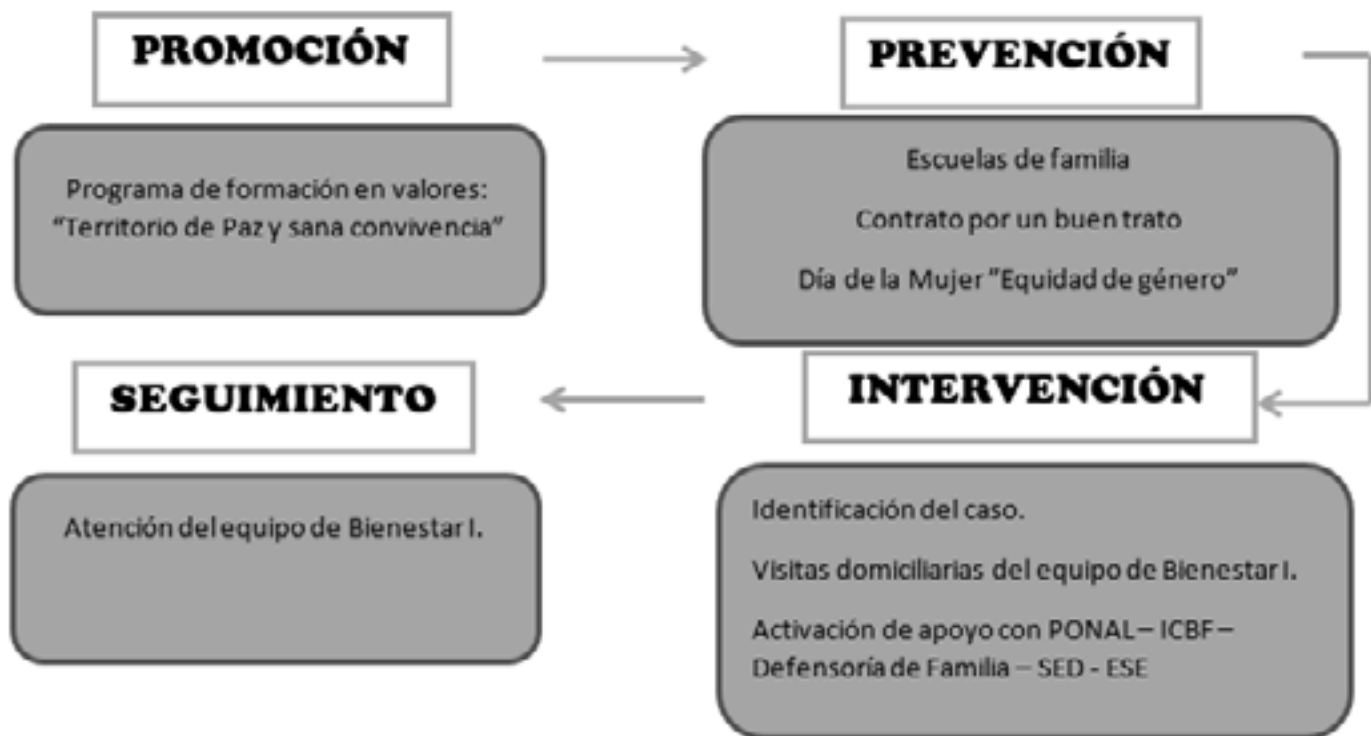 PROMOCIÓN
Programa de formación en valores:
"Territorio de Paz y sana convivencia"
PREVENCIÓN
Escuelas de familia
Contrato por un buen trato
Día de la Mujer "Equidad de género"
INTERVENCIÓN
Identificación del caso.
Visitas domiciliarias del equipo de Bienestar I.
Activación de apoyo con PONAL – ICBF –
Defensoría de Familia – SED - ESE
SEGUIMIENTO
Atención del equipo de Bienestar I.